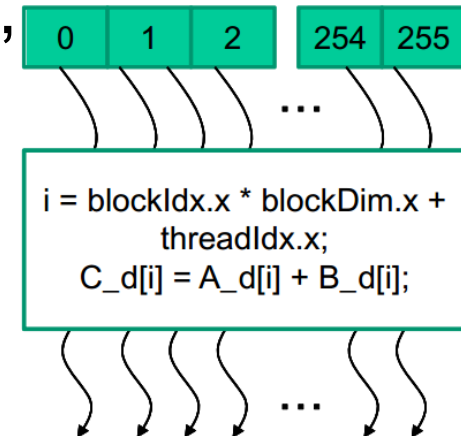 , 0 1 2 254 255
...
i = blockIdx.x * blockDim.x +
threadIdx.x;
C_d[i] = A_d[i] + B_d[i];
...